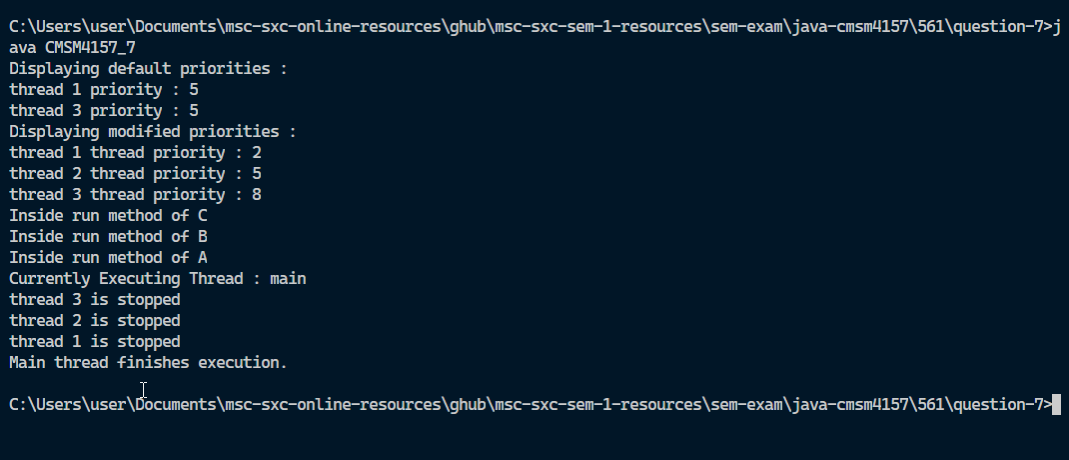 C:\Users\user\Documents\msc-sxc-online-resources\ghub\msc-sxc-sem-1-resources\sem-exam\java-cmsm4157\561\question-7>j
ava CMSM4157_7
Displaying default priorities :
thread 1 priority : 5
thread 3 priority : 5
Displaying modified priorities :
thread 1 thread priority : 2
thread 2 thread priority : 5
thread 3 thread priority : 8
Inside run method of C
Inside run method of B
Inside run method of A
Currently Executing Thread : main
thread 3 is stopped
thread 2 is stopped
thread 1 is stopped
Main thread finishes execution.
C:\Users\user\Documents\msc-sxc-online-resources\ghub\msc-sxc-sem-1-resources\sem-exam\java-cmsm4157\561\question-7>